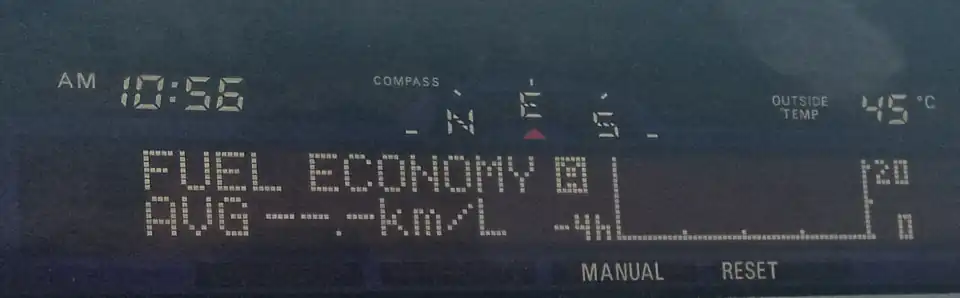 AM 10:56 COMPASS N E S OUTSIDE TEMP 45°C
FUEL ECONOMY 20
AVG--.-km/L -4h 0
MANUAL RESET